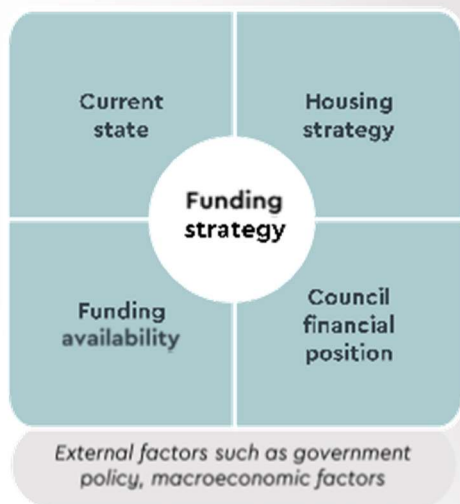 Current
state
Housing
strategy
Funding
strategy
Funding
availability
Council
financial
position
External factors such as government
policy, macroeconomic factors